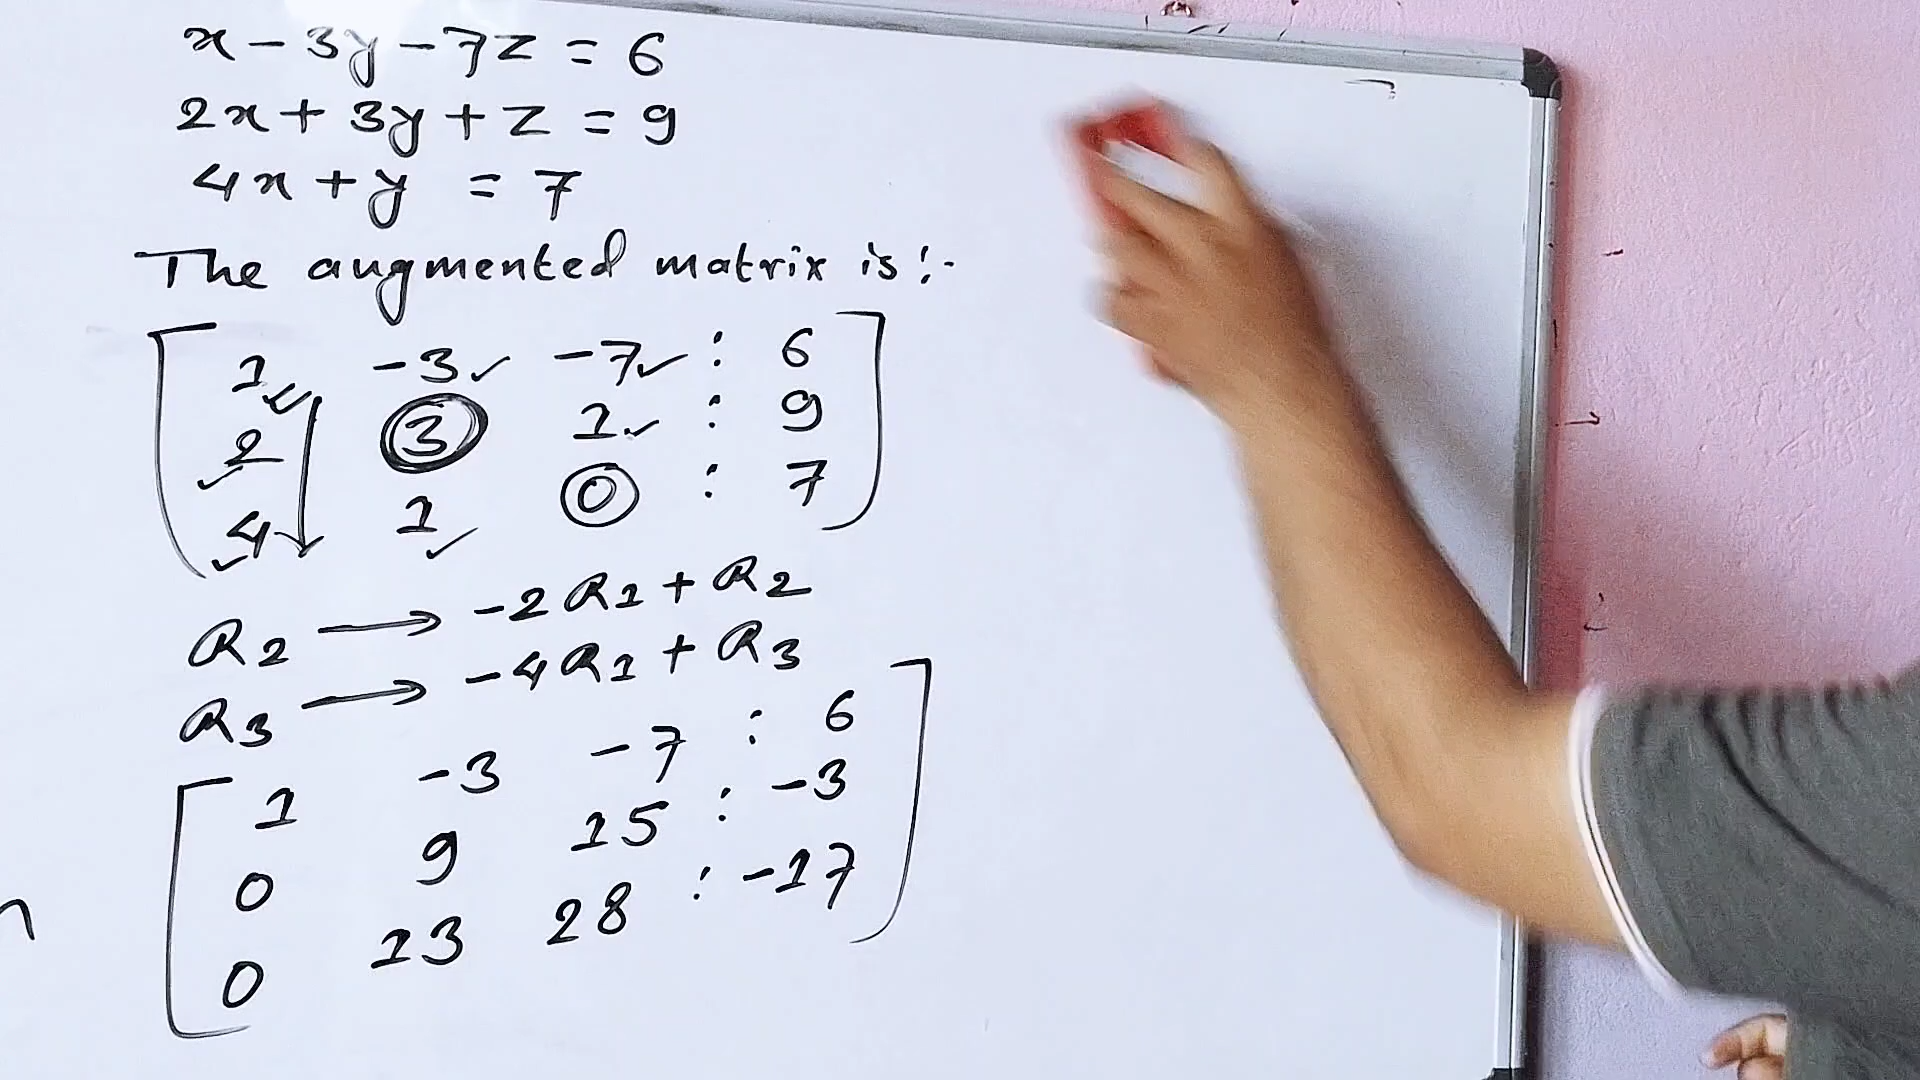 x - 3y - 7z = 6
2x + 3y + z = 9
4x + y = 7
The augmented matrix is :-
1 -3 -7 : 6
2 3 1 : 9
4 1 0 : 7
R2 → -2R1 + R2
R3 → -4R1 + R3
1 -3 -7 : 6
0 9 15 : -3
0 13 28 : -17